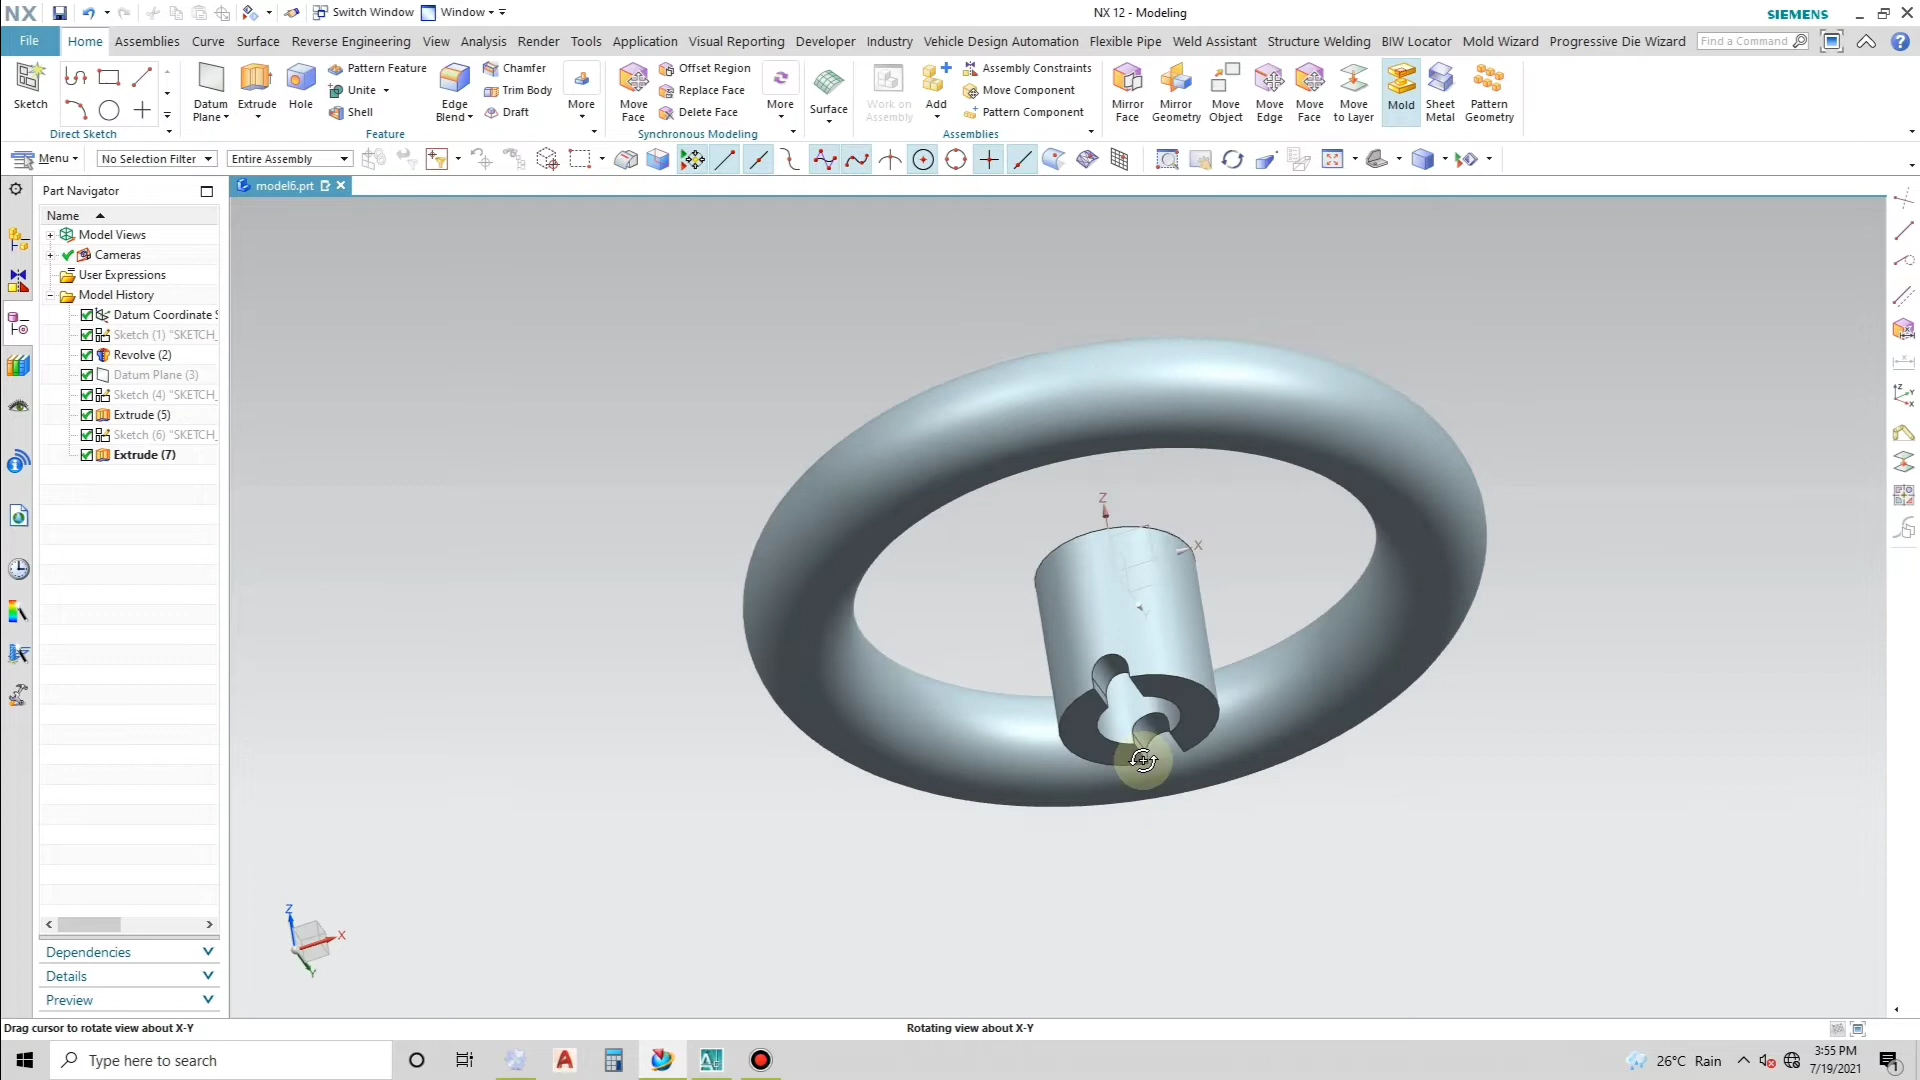 NX Switch Window Window NX 12 - Modeling SIEMENS
File Home Assemblies Curve Surface Reverse Engineering View Analysis Render Tools Application Visual Reporting Developer Industry Vehicle Design Automation Flexible Pipe Weld Assistant Structure Welding BIW Locator Mold Wizard Progressive Die Wizard Find a Command
Pattern Feature Chamfer Offset Region Assembly Constraints
Unite Trim Body Replace Face Move Component
Shell Draft Delete Face Pattern Component
Sketch Datum Plane Extrude Hole Edge Blend More Move Face More Surface Work on Assembly Add Mirror Face Mirror Geometry Move Object Move Edge Move Face Move to Layer Mold Sheet Metal Pattern Geometry
Direct Sketch Feature Synchronous Modeling Assemblies
Menu No Selection Filter Entire Assembly
Part Navigator model6.prt
Name
Model Views
Cameras
User Expressions
Model History
Datum Coordinate S
Sketch (1) "SKETCH_
Revolve (2)
Datum Plane (3)
Sketch (4) "SKETCH_
Extrude (5)
Sketch (6) "SKETCH_
Extrude (7)
Z
X
Z
X
Y
Dependencies
Details
Preview
Drag cursor to rotate view about X-Y Rotating view about X-Y
Type here to search 26°C Rain 3:55 PM
7/19/2021